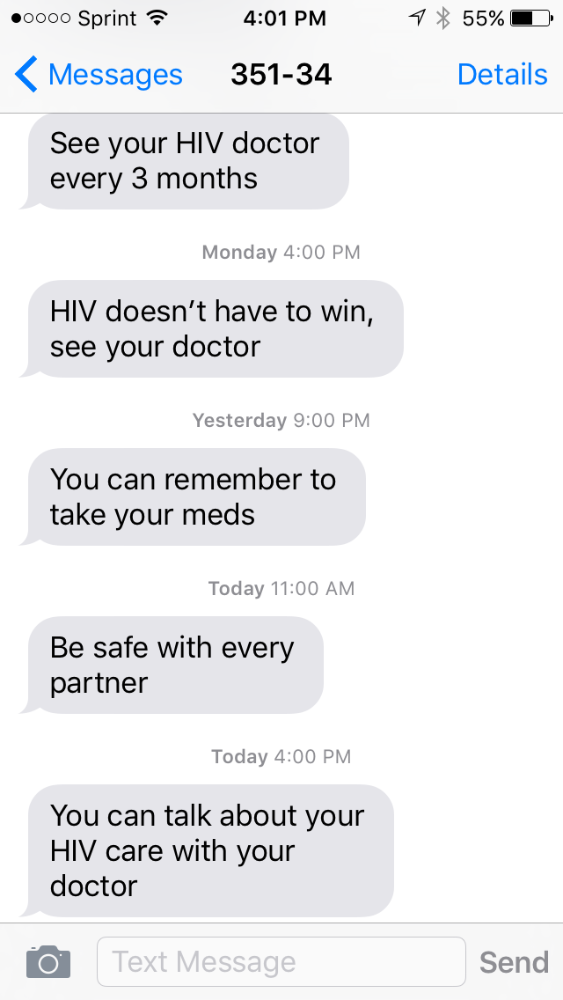 Sprint 4:01 PM 55%
Messages 351-34 Details
See your HIV doctor
every 3 months
Monday 4:00 PM
HIV doesn’t have to win,
see your doctor
Yesterday 9:00 PM
You can remember to
take your meds
Today 11:00 AM
Be safe with every
partner
Today 4:00 PM
You can talk about your
HIV care with your
doctor
Text Message Send